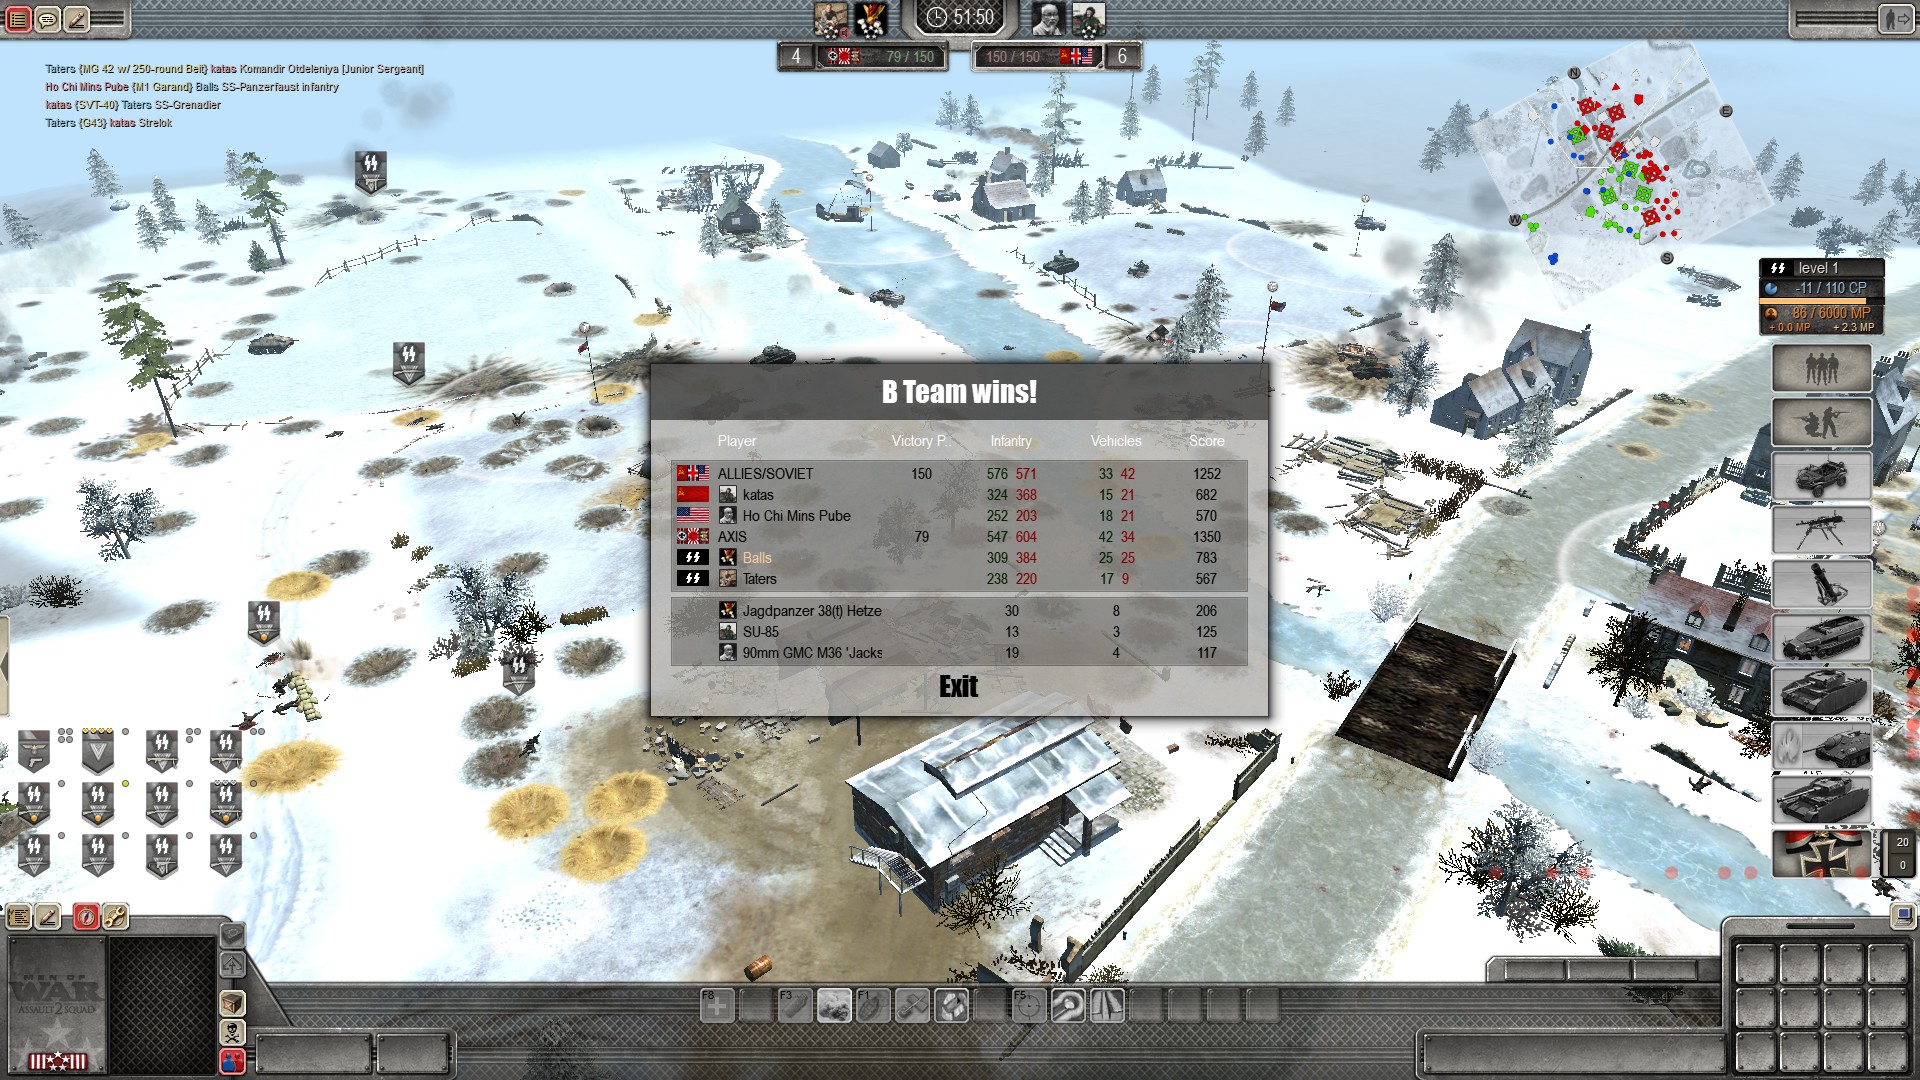 51:50
4 79 / 150 150 / 150 6
Taters {MG 42 w/ 250-round Belt} katas Komandir Otdeleniya [Junior Sergeant]
Ho Chi Mins Pube {M1 Garand} Balls SS-Panzerfaust infantry
katas {SVT-40} Taters SS-Grenadier
Taters {G43} katas Strelok
N
E
W
S
level 1
-11 / 110 CP
86 / 6000 MP
+ 0.0 MP + 2.3 MP
B Team wins!
Player Victory P.. Infantry Vehicles Score
ALLIES/SOVIET 150 576 571 33 42 1252
katas 324 368 15 21 682
Ho Chi Mins Pube 252 203 18 21 570
AXIS 79 547 604 42 34 1350
Balls 309 384 25 25 783
Taters 238 220 17 9 567
Jagdpanzer 38(t) Hetze 30 8 206
SU-85 13 3 125
90mm GMC M36 'Jacks 19 4 117
Exit
20
0
MEN OF
WAR
ASSAULT SQUAD 2
F8 F3 F1 F5